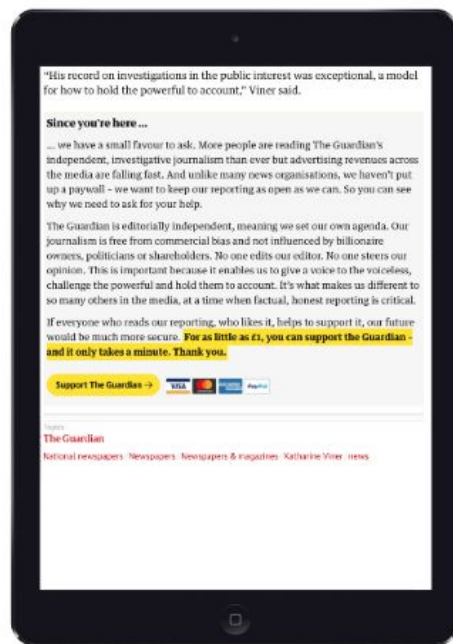 “His record on investigations in the public interest was exceptional, a model
for how to hold the powerful to account,” Viner said.
Since you’re here ...
... we have a small favour to ask. More people are reading The Guardian’s
independent, investigative journalism than ever but advertising revenues across
the media are falling fast. And unlike many news organisations, we haven’t put
up a paywall – we want to keep our reporting as open as we can. So you can see
why we need to ask for your help.
The Guardian is editorially independent, meaning we set our own agenda. Our
journalism is free from commercial bias and not influenced by billionaire
owners, politicians or shareholders. No one edits our editor. No one steers our
opinion. This is important because it enables us to give a voice to the voiceless,
challenge the powerful and hold them to account. It’s what makes us different to
so many others in the media, at a time when factual, honest reporting is critical.
If everyone who reads our reporting, who likes it, helps to support it, our future
would be much more secure. For as little as £1, you can support the Guardian –
and it only takes a minute. Thank you.
Support The Guardian →
VISA
PayPal
Topics
The Guardian
National newspapers Newspapers Newspapers & magazines Katharine Viner news